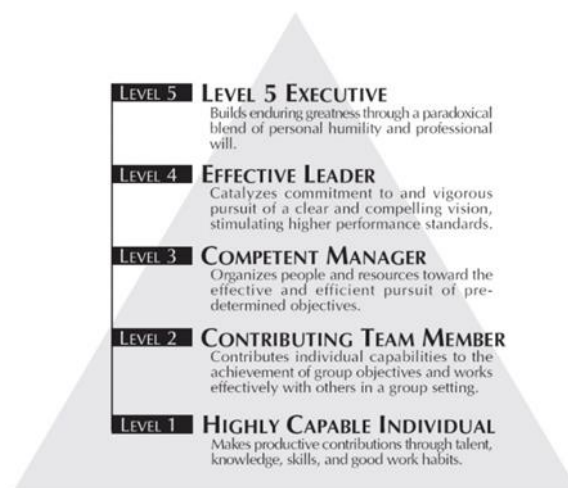 LEVEL 5 LEVEL 5 EXECUTIVE
Builds enduring greatness through a paradoxical
blend of personal humility and professional
will.
LEVEL 4 EFFECTIVE LEADER
Catalyzes commitment to and vigorous
pursuit of a clear and compelling vision,
stimulating higher performance standards.
LEVEL 3 COMPETENT MANAGER
Organizes people and resources toward the
effective and efficient pursuit of pre-
determined objectives.
LEVEL 2 CONTRIBUTING TEAM MEMBER
Contributes individual capabilities to the
achievement of group objectives and works
effectively with others in a group setting.
LEVEL 1 HIGHLY CAPABLE INDIVIDUAL
Makes productive contributions through talent,
knowledge, skills, and good work habits.